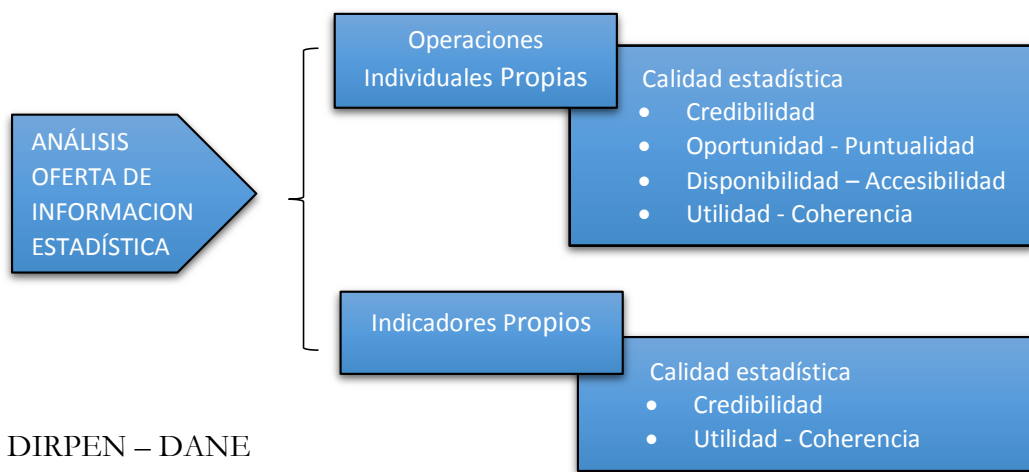 ANÁLISIS
OFERTA DE
INFORMACION
ESTADÍSTICA
Operaciones
Individuales Propias
Calidad estadística
• Credibilidad
• Oportunidad - Puntualidad
• Disponibilidad – Accesibilidad
• Utilidad - Coherencia
Indicadores Propios
Calidad estadística
• Credibilidad
• Utilidad - Coherencia
DIRPEN – DANE